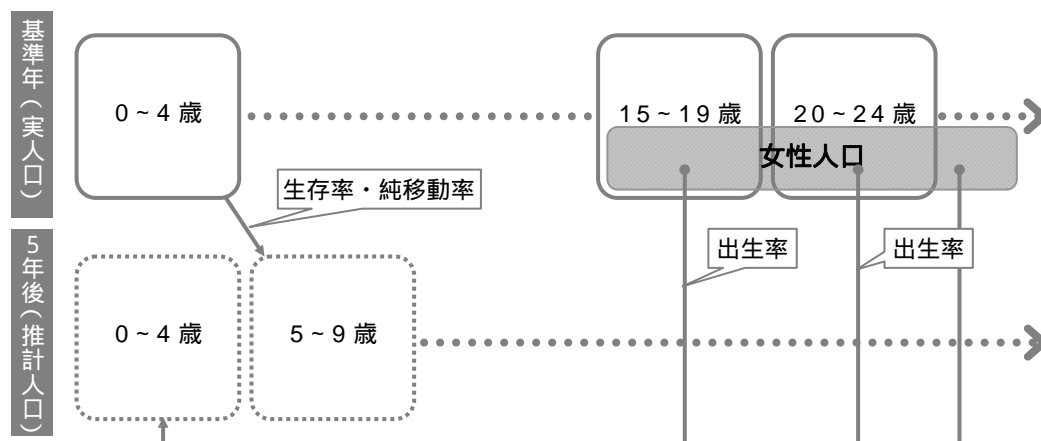 基準年（実人口）
0~4歳
15~19歳
20~24歳
女性人口
生存率・純移動率
出生率
出生率
5年後（推計人口）
0~4歳
5~9歳